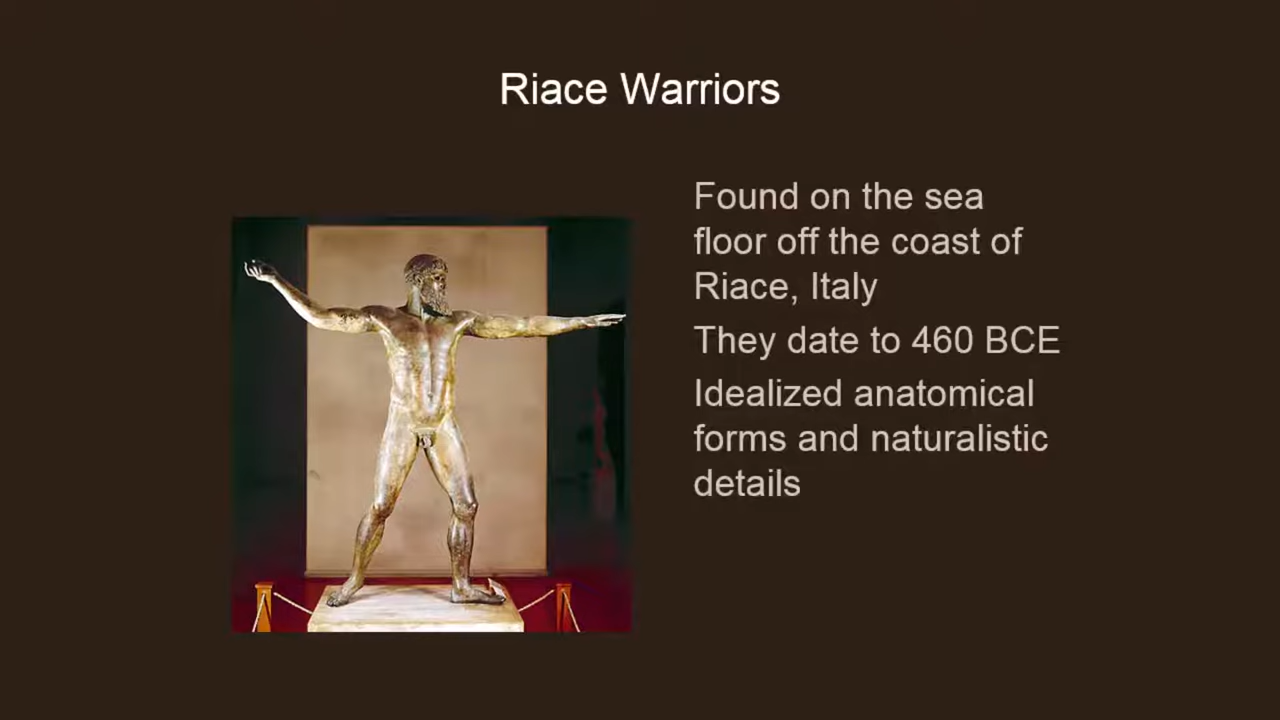 Riace Warriors
Found on the sea
floor off the coast of
Riace, Italy
They date to 460 BCE
Idealized anatomical
forms and naturalistic
details